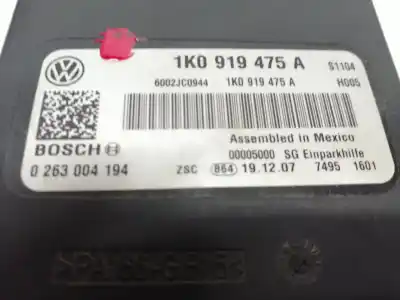 1K0 919 475 A S1104
6002JC0944 1K0 919 475 A H005
Assembled in Mexico
BOSCH 00005000 SG Einparkhilfe
0 263 004 194 ZSC 864 19.12.07 7495 1601